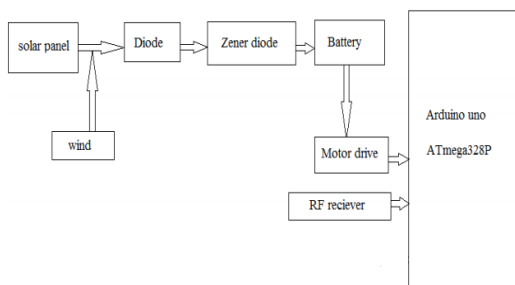 solar panel
Diode
Zener diode
Battery
wind
Motor drive
RF reciever
Arduino uno
ATmega328P